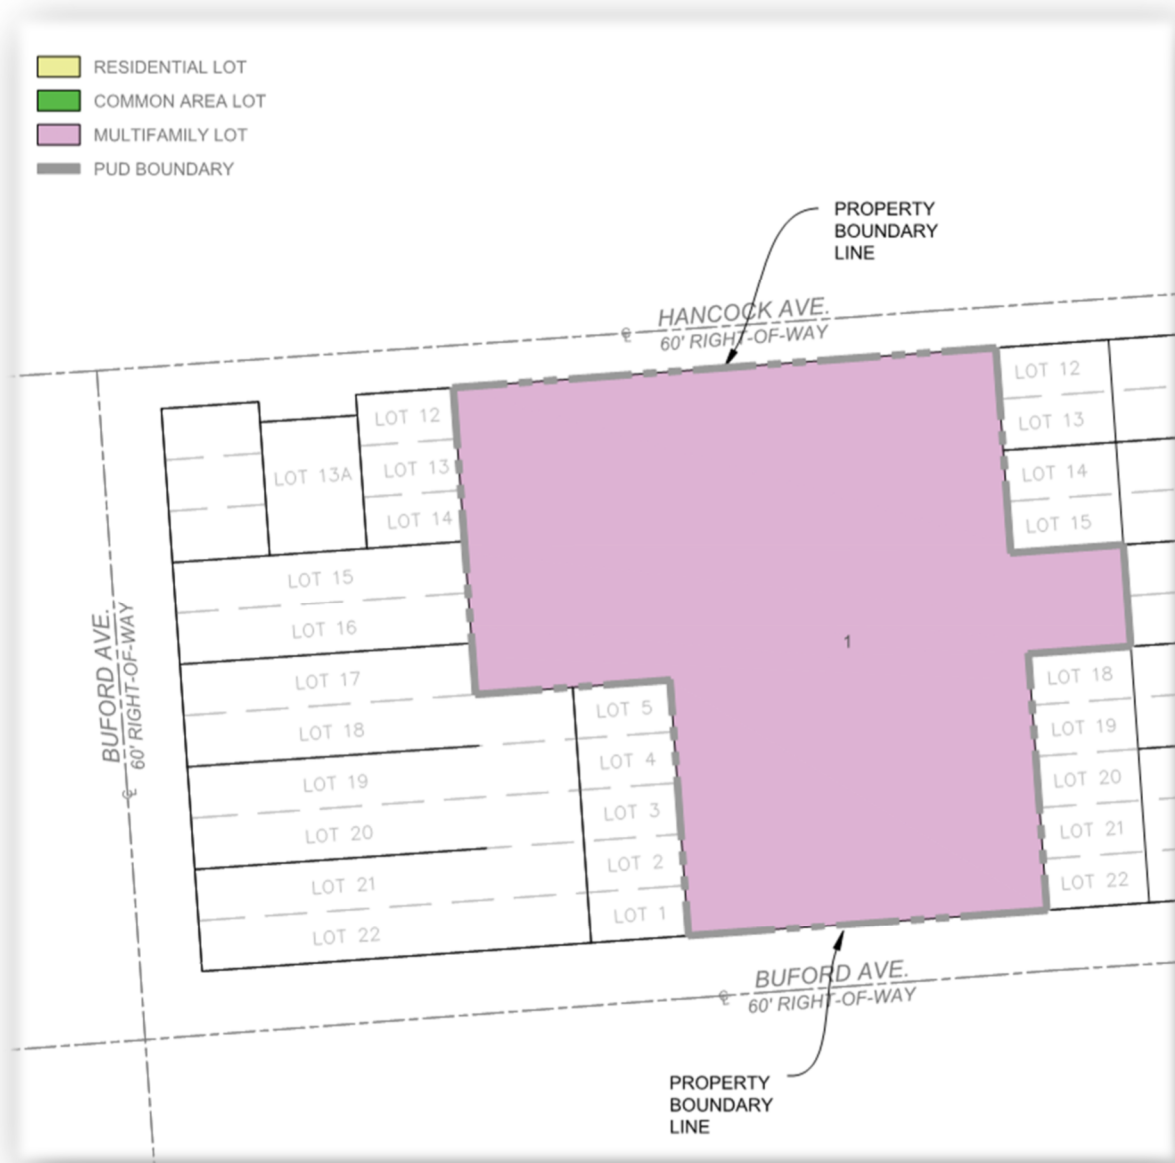 RESIDENTIAL LOT
COMMON AREA LOT
MULTIFAMILY LOT
PUD BOUNDARY
PROPERTY
BOUNDARY
LINE
HANCOCK AVE.
60' RIGHT-OF-WAY
LOT 12
LOT 13A
LOT 13
LOT 14
LOT 15
LOT 16
LOT 17
LOT 18
LOT 19
LOT 20
LOT 21
LOT 22
BUFORD AVE.
60' RIGHT-OF-WAY
LOT 5
LOT 4
LOT 3
LOT 2
LOT 1
1
LOT 12
LOT 13
LOT 14
LOT 15
LOT 18
LOT 19
LOT 20
LOT 21
LOT 22
BUFORD AVE.
60' RIGHT-OF-WAY
PROPERTY
BOUNDARY
LINE